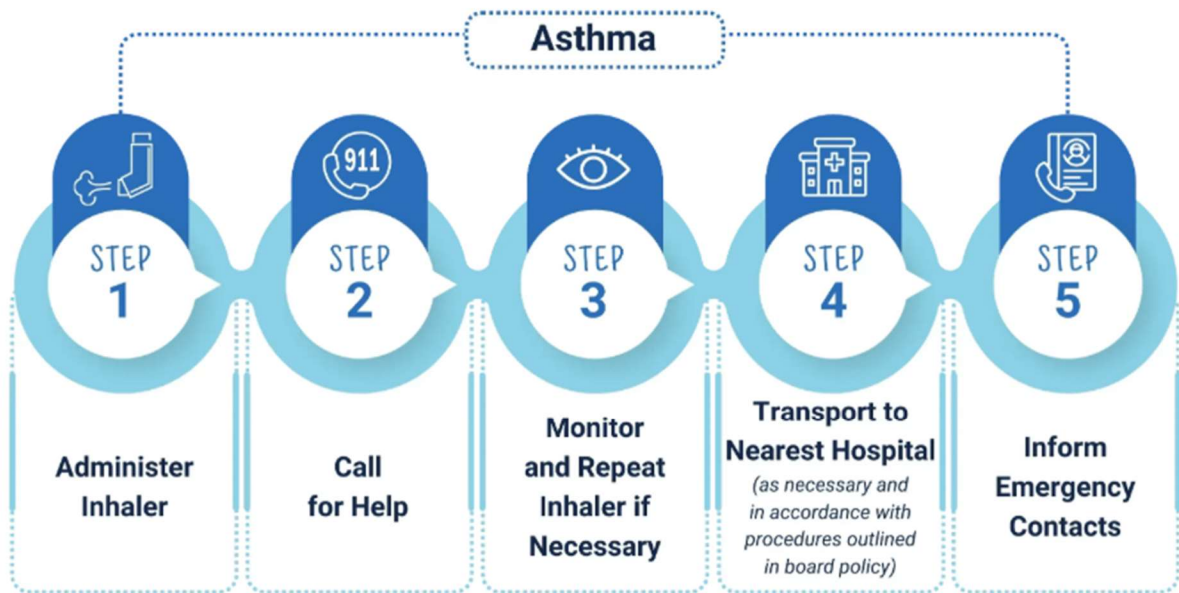 Asthma
STEP
1
Administer
Inhaler
911
STEP
2
Call
for Help
STEP
3
Monitor
and Repeat
Inhaler if
Necessary
STEP
4
Transport to
Nearest Hospital
(as necessary and
in accordance with
procedures outlined
in board policy)
STEP
5
Inform
Emergency
Contacts